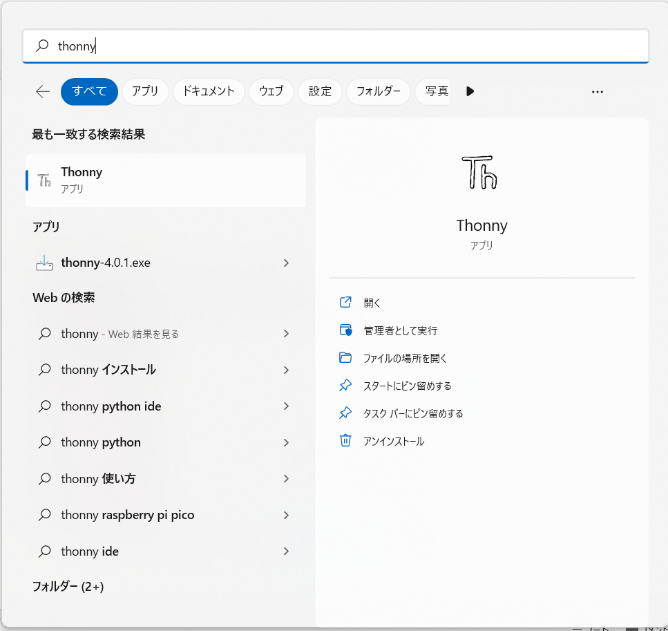 thonny
すべて アプリ ドキュメント ウェブ 設定 フォルダー 写真
最も一致する検索結果
Thonny
アプリ
アプリ
thonny-4.0.1.exe
Web の検索
thonny - Web 結果を見る
thonny インストール
thonny python ide
thonny python
thonny 使い方
thonny raspberry pi pico
thonny ide
フォルダー (2+)
Th
Thonny
アプリ
開く
管理者として実行
ファイルの場所を開く
スタートにピン留めする
タスク バーにピン留めする
アンインストール